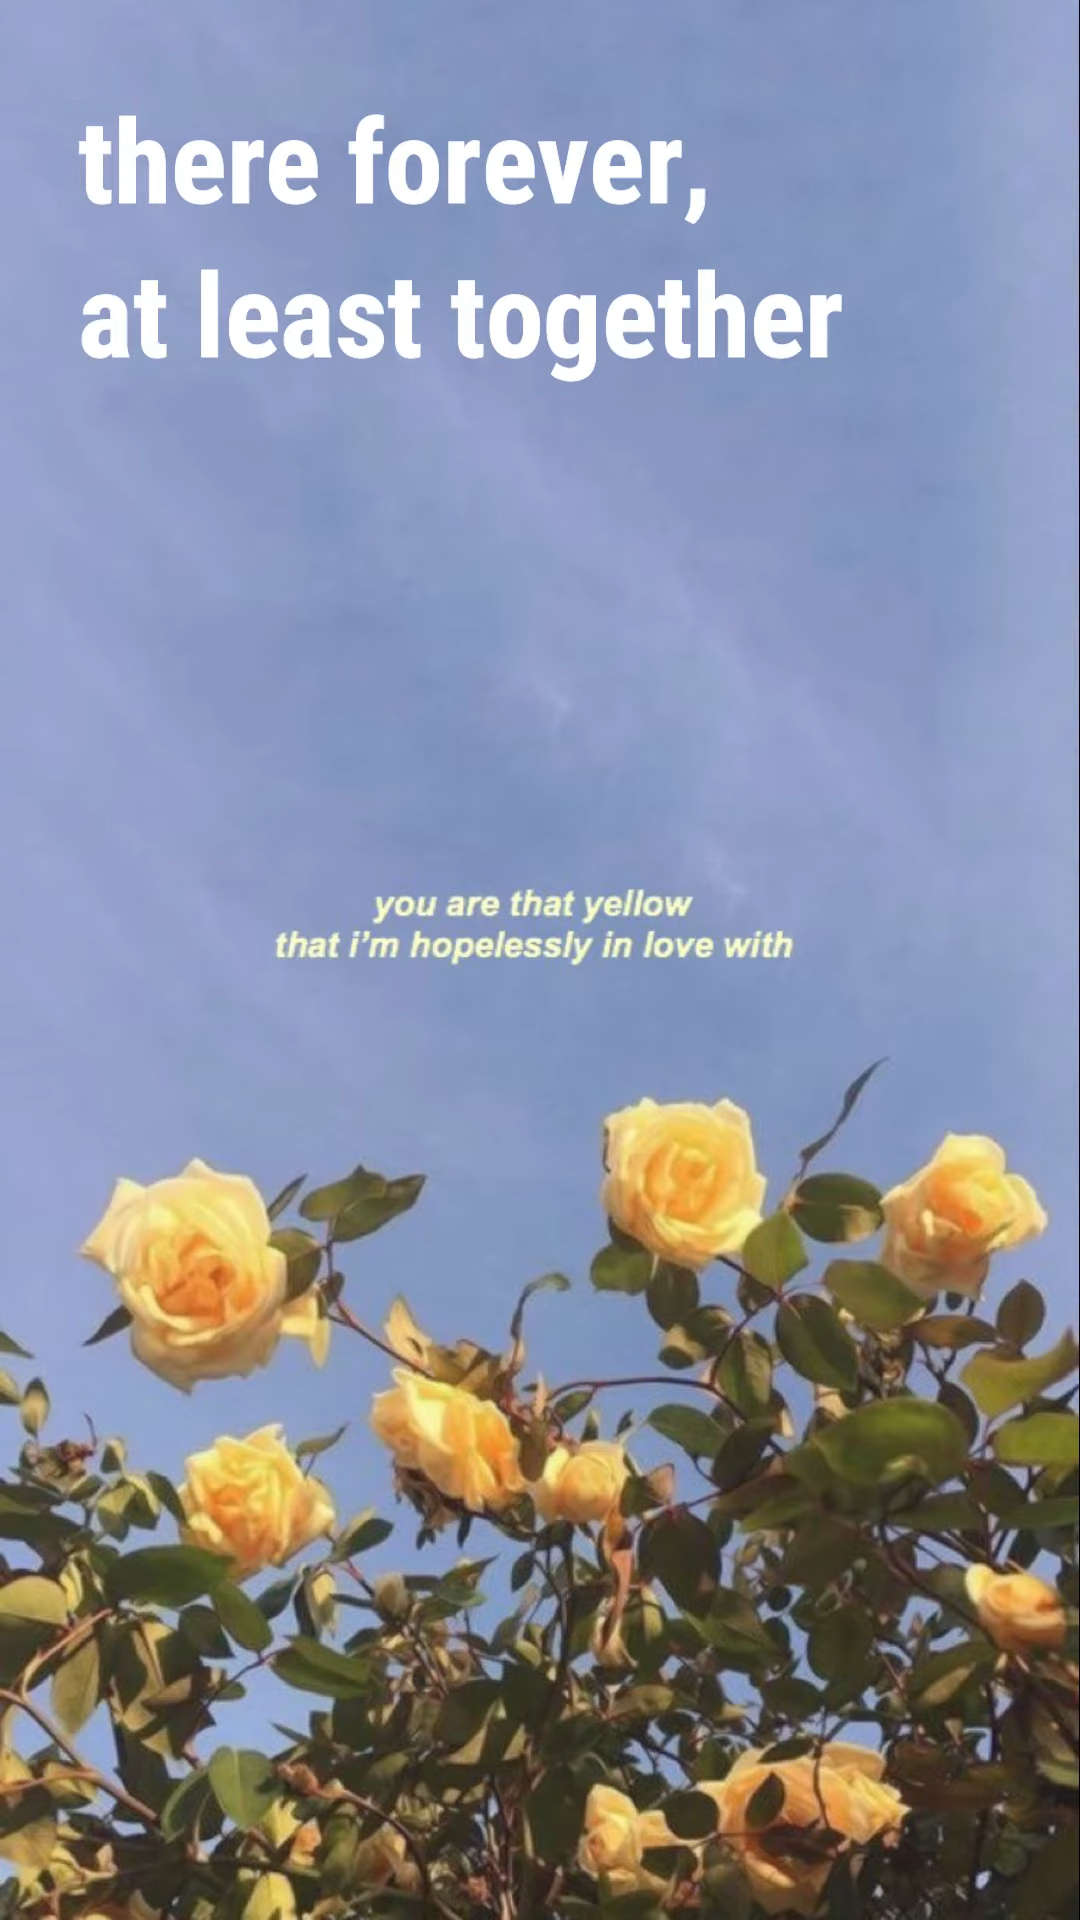 there forever,
at least together
you are that yellow
that i’m hopelessly in love with